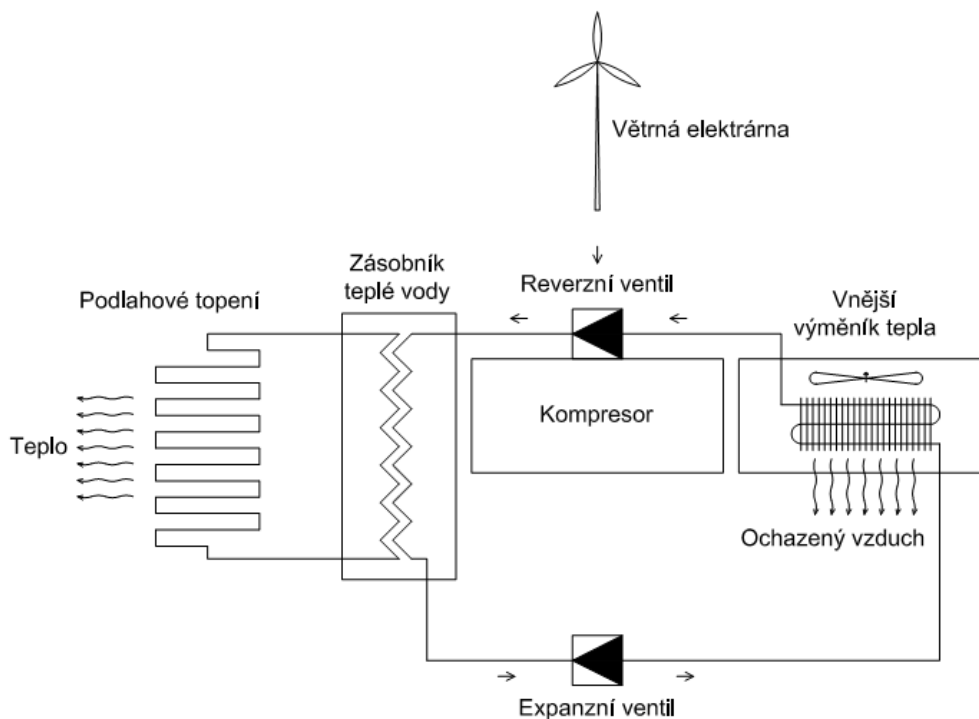 Větrná elektrárna
Zásobník
teplé vody
Reverzní ventil
Vnější
výměník tepla
Podlahové topení
Kompresor
Teplo
Ochazený vzduch
Expanzní ventil